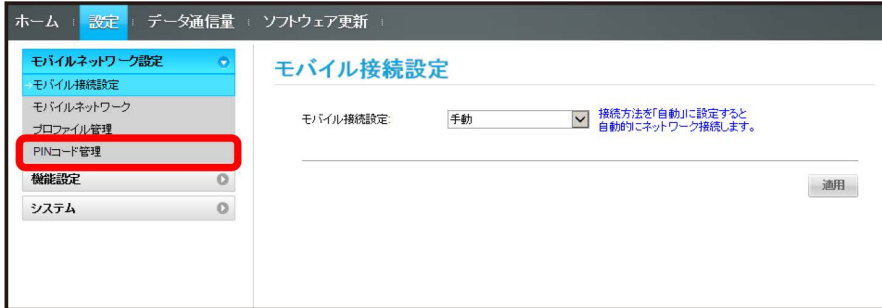 ホーム 設定 データ通信量 ソフトウェア更新
モバイルネットワーク設定
モバイル接続設定
モバイルネットワーク
プロファイル管理
PINコード管理
機能設定
システム
モバイル接続設定
モバイル接続設定: 手動
接続方法を「自動」に設定すると
自動的にネットワーク接続します。
適用